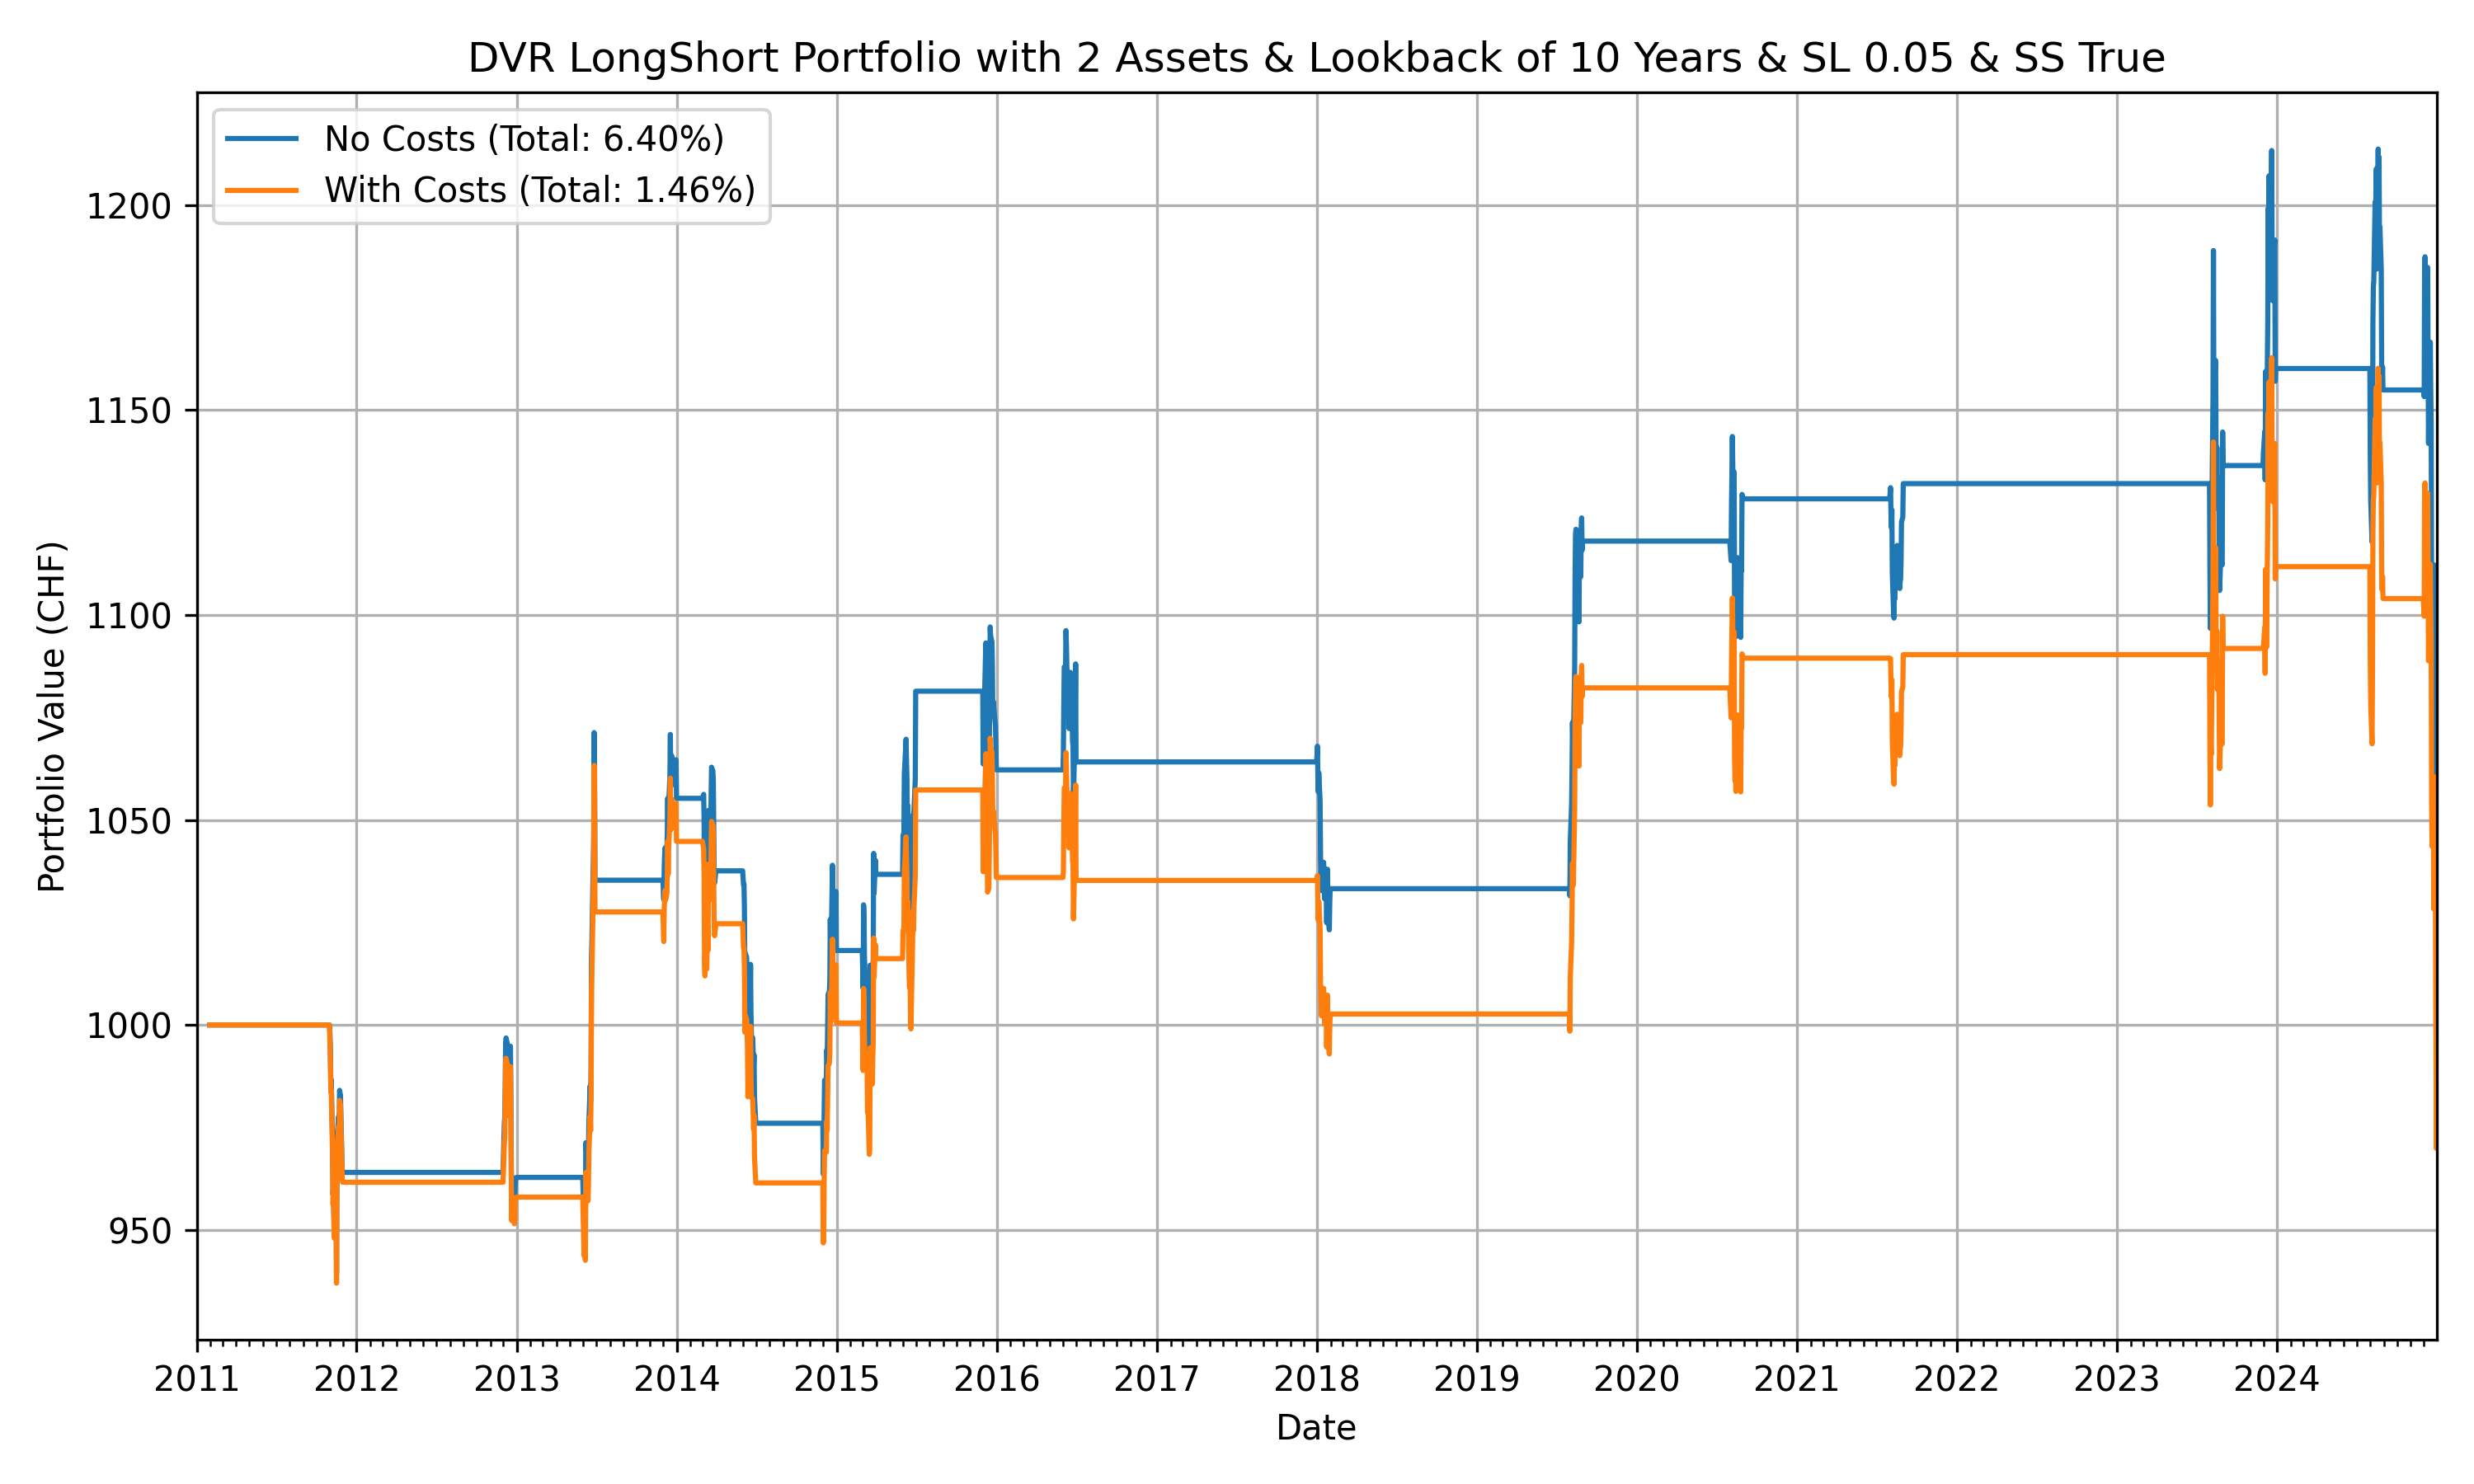 DVR LongShort Portfolio with 2 Assets & Lookback of 10 Years & SL 0.05 & SS True
No Costs (Total: 6.40%)
With Costs (Total: 1.46%)
Portfolio Value (CHF)
1200
1150
1100
1050
1000
950
2011 2012 2013 2014 2015 2016 2017 2018 2019 2020 2021 2022 2023 2024
Date